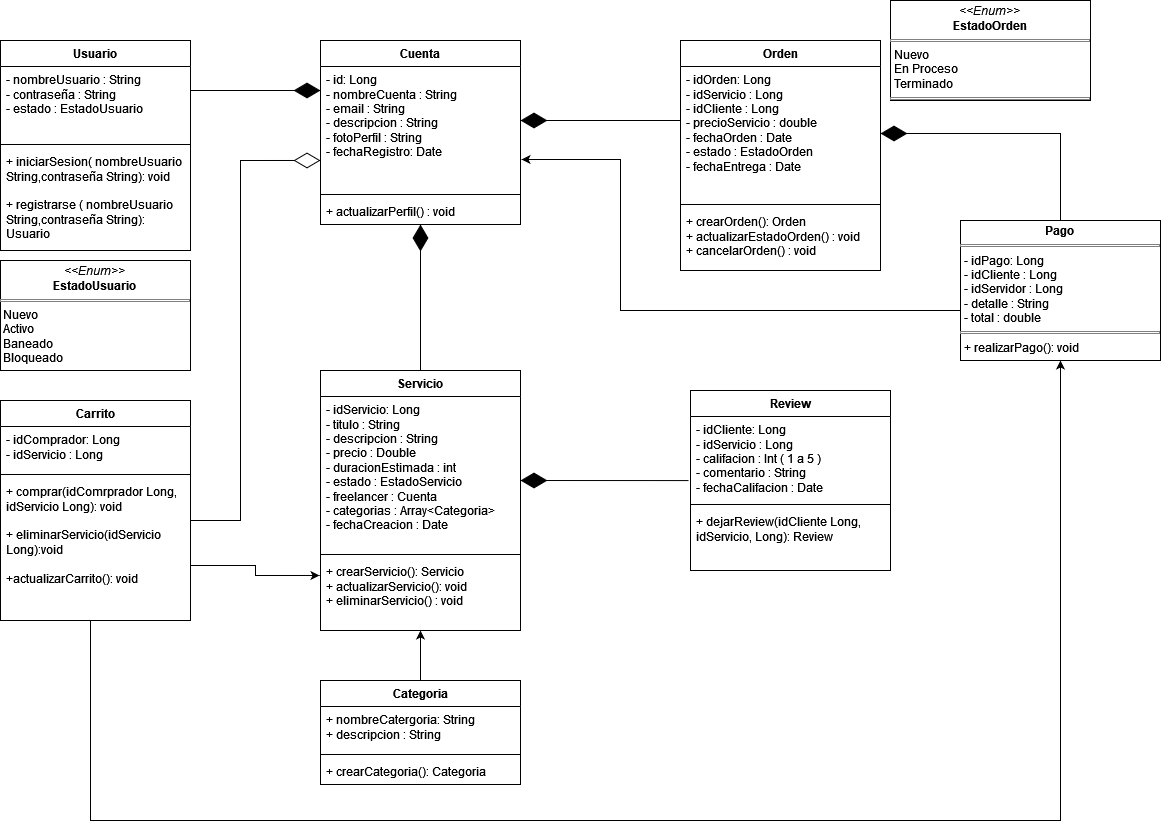 Usuario
- nombreUsuario : String
- contraseña : String
- estado : EstadoUsuario
+ iniciarSesion( nombreUsuario
String,contraseña String): void
+ registrarse ( nombreUsuario
String,contraseña String):
Usuario
<<Enum>>
EstadoUsuario
Nuevo
Activo
Baneado
Bloqueado
Carrito
- idComprador: Long
- idServicio : Long
+ comprar(idComrprador Long,
idServicio Long): void
+ eliminarServicio(idServicio
Long):void
+actualizarCarrito(): void
Cuenta
- id: Long
- nombreCuenta : String
- email : String
- descripcion : String
- fotoPerfil : String
- fechaRegistro: Date
+ actualizarPerfil() : void
Servicio
- idServicio: Long
- titulo : String
- descripcion : String
- precio : Double
- duracionEstimada : int
- estado : EstadoServicio
- freelancer : Cuenta
- categorias : Array<Categoria>
- fechaCreacion : Date
+ crearServicio(): Servicio
+ actualizarServicio(): void
+ eliminarServicio() : void
Categoria
+ nombreCatergoria: String
+ descripcion : String
+ crearCategoria(): Categoria
Orden
- idOrden: Long
- idServicio : Long
- idCliente : Long
- precioServicio : double
- fechaOrden : Date
- estado : EstadoOrden
- fechaEntrega : Date
+ crearOrden(): Orden
+ actualizarEstadoOrden() : void
+ cancelarOrden() : void
<<Enum>>
EstadoOrden
Nuevo
En Proceso
Terminado
Pago
- idPago: Long
- idCliente : Long
- idServidor : Long
- detalle : String
- total : double
+ realizarPago(): void
Review
- idCliente: Long
- idServicio : Long
- califacion : Int ( 1 a 5 )
- comentario : String
- fechaCalifacion : Date
+ dejarReview(idCliente Long,
idServicio, Long): Review